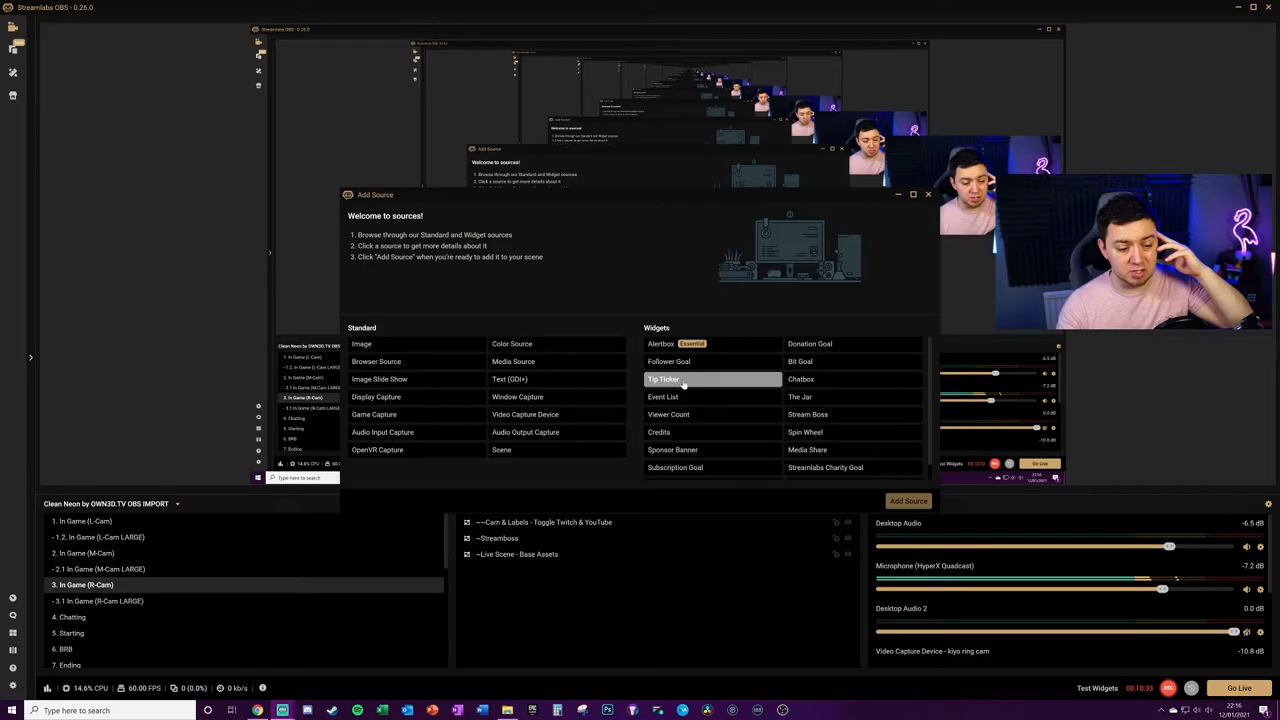 Streamlabs OBS - 0.26.0
Streamlabs OBS - 0.26.0
Add Source
Welcome to sources!
Add Source
Welcome to sources!
1. Browse through our Standard and Widget sources
2. Click a source to get more details about it
3. Click "Add Source" when you're ready to add it to your scene
Standard
Image
Color Source
Browser Source
Media Source
Image Slide Show
Text (GDI+)
Display Capture
Window Capture
Game Capture
Video Capture Device
Audio Input Capture
Audio Output Capture
OpenVR Capture
Scene
Widgets
Alertbox Essential
Donation Goal
Follower Goal
Bit Goal
Tip Ticker
Chatbox
Event List
The Jar
Viewer Count
Stream Boss
Credits
Spin Wheel
Sponsor Banner
Media Share
Subscription Goal
Streamlabs Charity Goal
Add Source
Clean Neon by OWN3D.TV OBS IMPORT
1. In Game (L-Cam)
- 1.2. In Game (L-Cam LARGE)
2. In Game (M-Cam)
- 2.1 In Game (M-Cam LARGE)
3. In Game (R-Cam)
- 3.1 In Game (R-Cam LARGE)
4. Chatting
5. Starting
6. BRB
7. Ending
~~Cam & Labels - Toggle Twitch & YouTube
~Streamboss
~Live Scene - Base Assets
Desktop Audio
-6.5 dB
Microphone (HyperX Quadcast)
-7.2 dB
Desktop Audio 2
0.0 dB
Video Capture Device - kiyo ring cam
-10.8 dB
14.6% CPU
60.00 FPS
0 (0.0%)
0 kb/s
Test Widgets
00:10:33
REC
Go Live
Type here to search
22:16
12/01/2021